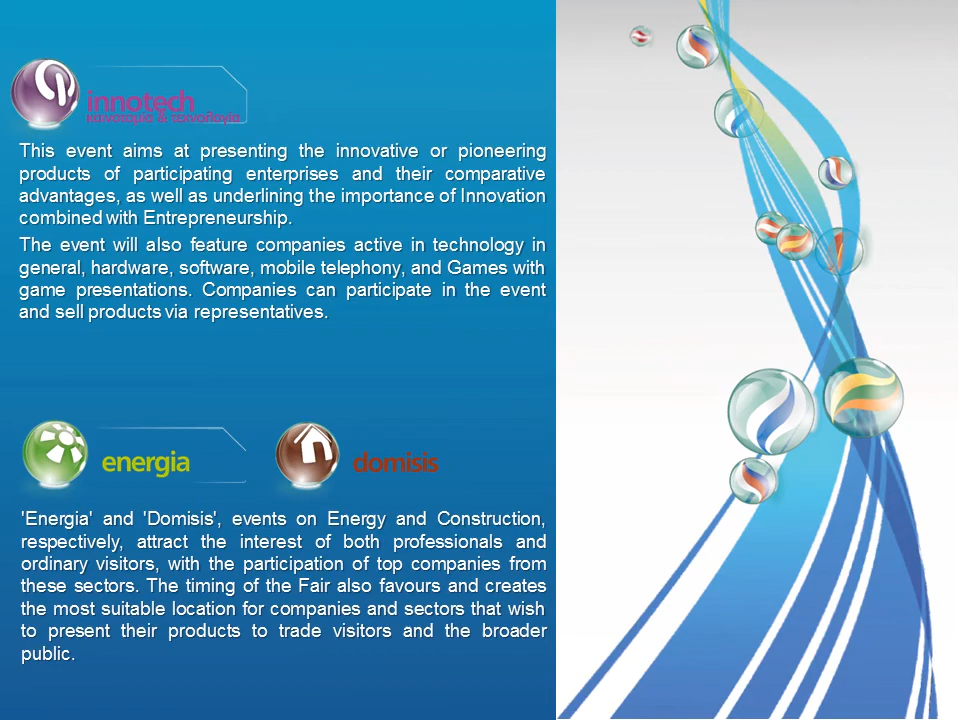 innotech
καινοτομία & τεχνολογία
This event aims at presenting the innovative or pioneering
products of participating enterprises and their comparative
advantages, as well as underlining the importance of Innovation
combined with Entrepreneurship.
The event will also feature companies active in technology in
general, hardware, software, mobile telephony, and Games with
game presentations. Companies can participate in the event
and sell products via representatives.
energia
domisis
'Energia' and 'Domisis', events on Energy and Construction,
respectively, attract the interest of both professionals and
ordinary visitors, with the participation of top companies from
these sectors. The timing of the Fair also favours and creates
the most suitable location for companies and sectors that wish
to present their products to trade visitors and the broader
public.